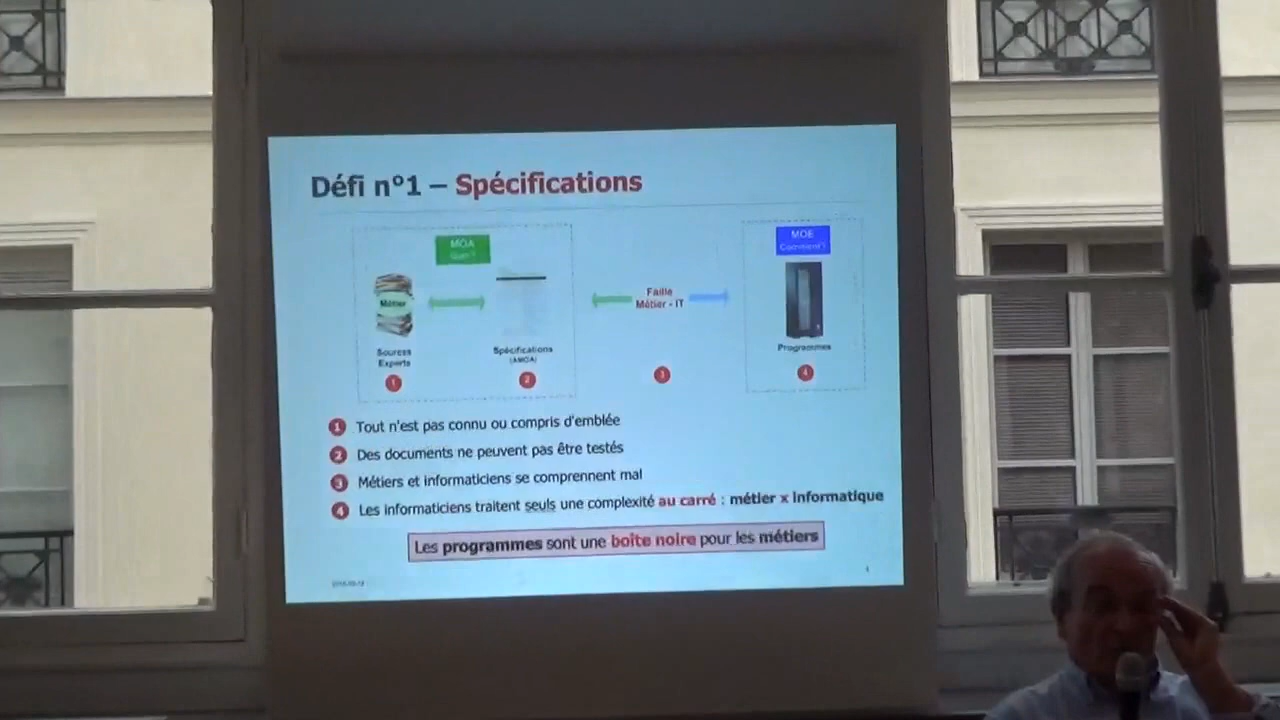 Défi n°1 – Spécifications
MOA
Quoi ?
MOE
Comment?
Métier
Faille
Métier - IT
Sources
Experts
Spécifications
(AMOA)
Programmes
1
2
3
4
1 Tout n'est pas connu ou compris d'emblée
2 Des documents ne peuvent pas être testés
3 Métiers et informaticiens se comprennent mal
4 Les informaticiens traitent seuls une complexité au carré : métier x informatique
Les programmes sont une boîte noire pour les métiers